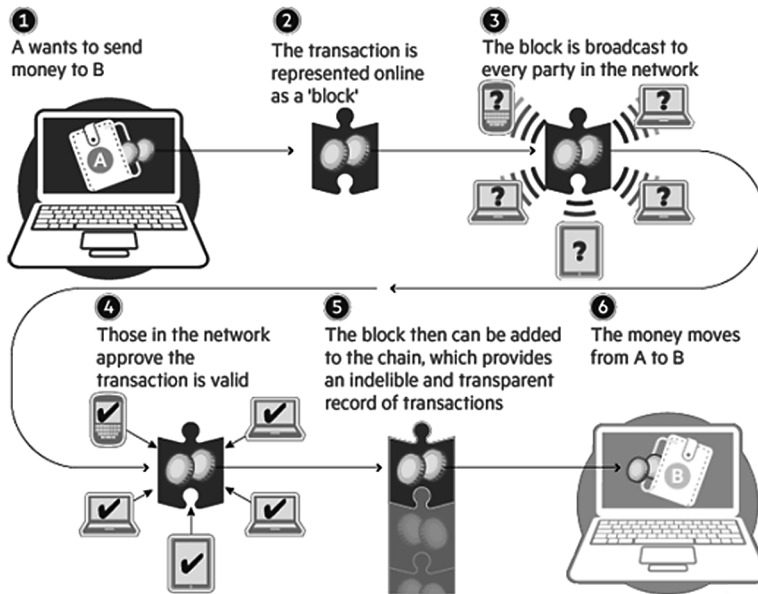 1
A wants to send
money to B
2
The transaction is
represented online
as a 'block'
3
The block is broadcast to
every party in the network
A
?
?
?
?
?
4
Those in the network
approve the
transaction is valid
5
The block then can be added
to the chain, which provides
an indelible and transparent
record of transactions
6
The money moves
from A to B
B